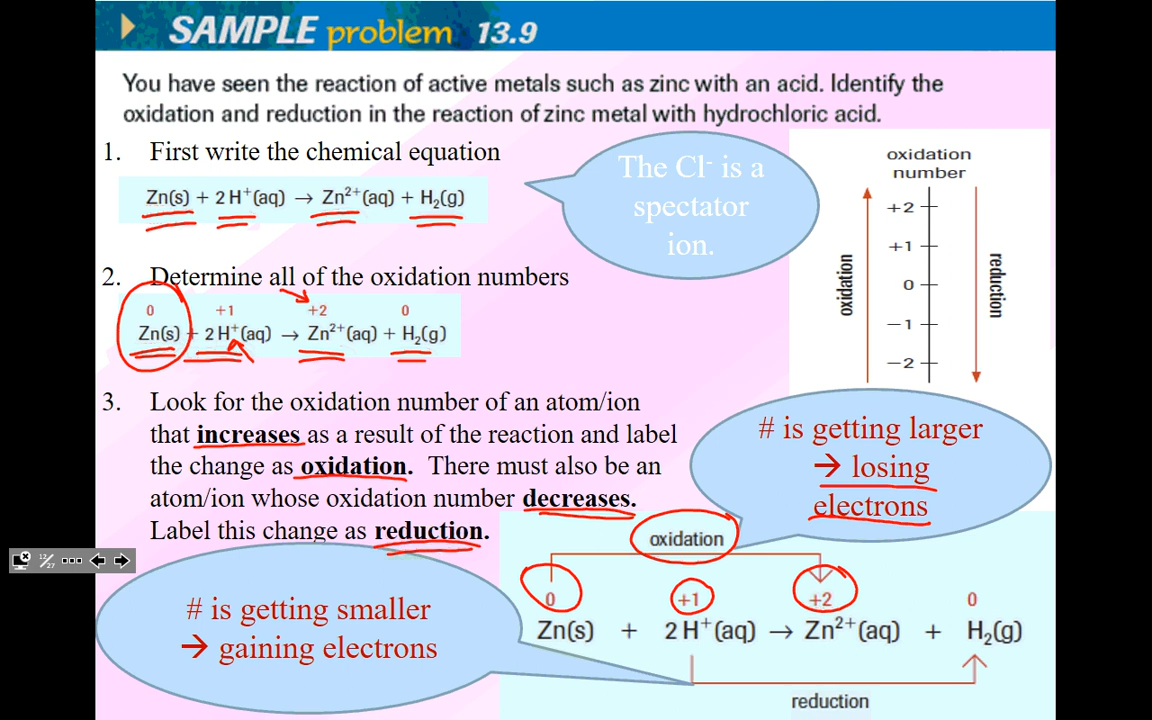 SAMPLE problem 13.9
You have seen the reaction of active metals such as zinc with an acid. Identify the
oxidation and reduction in the reaction of zinc metal with hydrochloric acid.
1. First write the chemical equation
Zn(s) + 2 H⁺(aq) → Zn²⁺(aq) + H₂(g)
The Cl⁻ is a
spectator
ion.
oxidation
number
+2
+1
0
−1
−2
oxidation
reduction
2. Determine all of the oxidation numbers
0 +1 +2 0
Zn(s) + 2 H⁺(aq) → Zn²⁺(aq) + H₂(g)
3. Look for the oxidation number of an atom/ion
that increases as a result of the reaction and label
the change as oxidation. There must also be an
atom/ion whose oxidation number decreases.
Label this change as reduction.
# is getting larger
→ losing
electrons
12/27
# is getting smaller
→ gaining electrons
oxidation
0 +1 +2 0
Zn(s) + 2 H⁺(aq) → Zn²⁺(aq) + H₂(g)
reduction